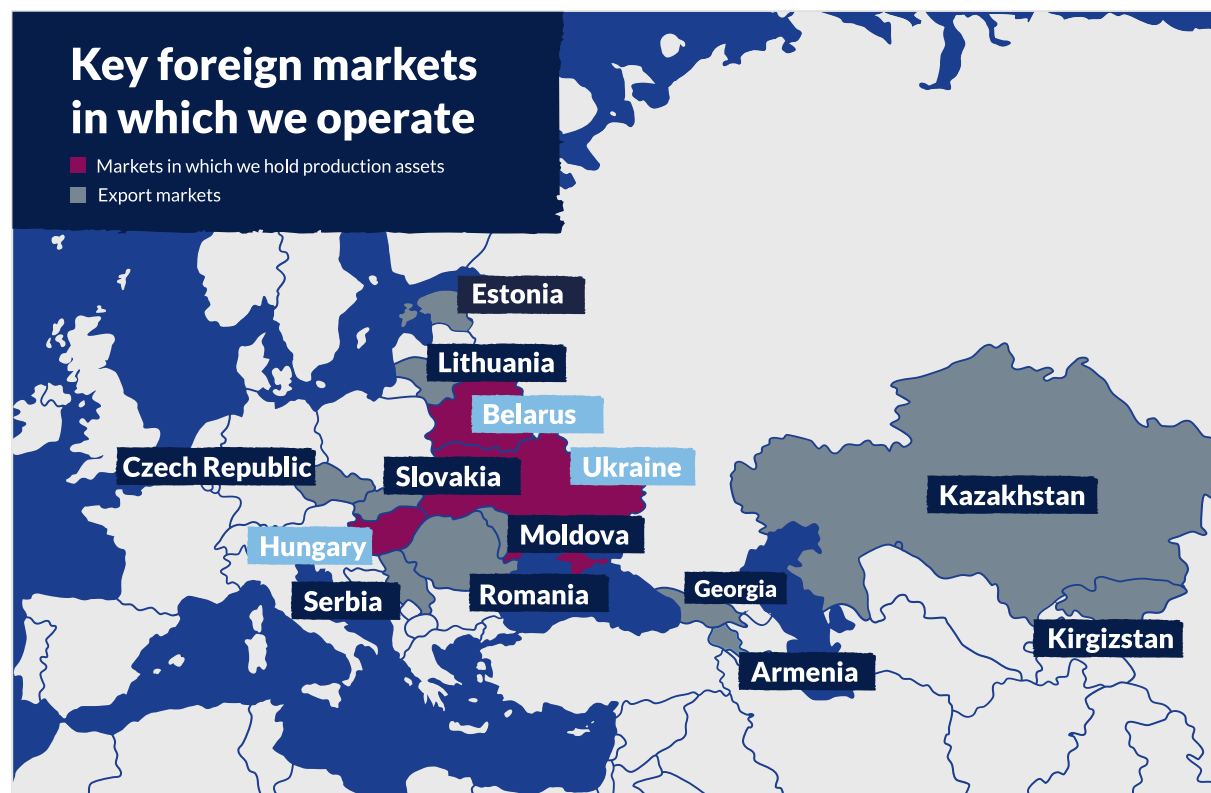 Key foreign markets
in which we operate
Markets in which we hold production assets
Export markets
Estonia
Lithuania
Belarus
Czech Republic
Slovakia
Ukraine
Kazakhstan
Hungary
Moldova
Serbia
Romania
Georgia
Kirgizstan
Armenia